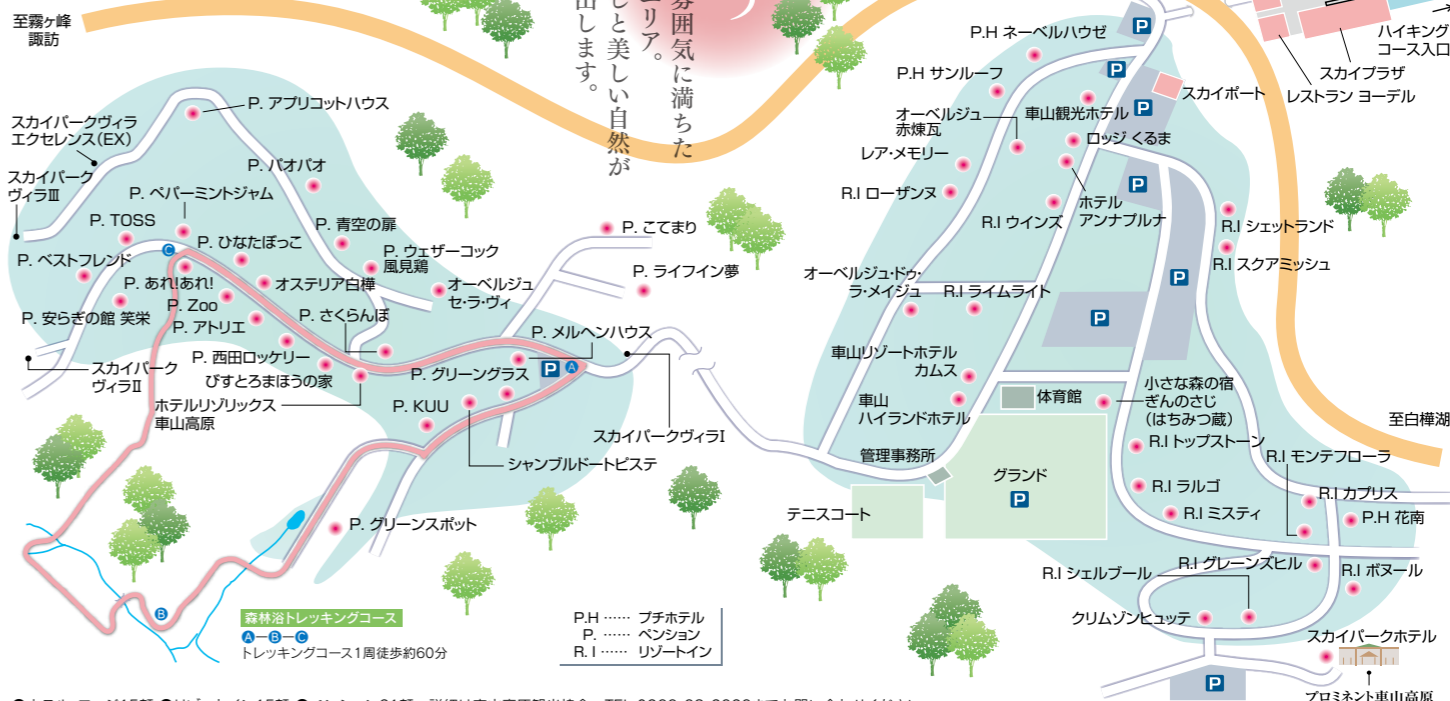 至霧ヶ峰
諏訪
雰囲気に満ちた
エリア。
しと美しい自然が
出します。
P. アプリコットハウス
スカイパークヴィラ
エクセレンス(EX)
スカイパーク
ヴィラⅢ
P. パオパオ
P. ペパーミントジャム
P. TOSS
P. 青空の扉
P. ひなたぼっこ
P. ウェザーコック
風見鶏
P. ベストフレンド
P. あれ!あれ!
オステリア白樺
オーベルジュ
セ・ラ・ヴィ
P. Zoo
P. 安らぎの館 笑栄
P. アトリエ
P. さくらんぼ
P. こてまり
P. ライフイン夢
P. メルヘンハウス
P. 西田ロッケリー
びすとろまほうの家
P. グリーングラス
スカイパーク
ヴィラⅡ
ホテルリゾリックス
車山高原
P. KUU
スカイパークヴィラⅠ
シャンブルドートピステ
P. グリーンスポット
P
A
B
C
森林浴トレッキングコース
A-B-C
トレッキングコース1周徒歩約60分
P.H …… プチホテル
P. …… ペンション
R. I …… リゾートイン
P.H ネーベルハウゼ
P.H サンルーフ
オーベルジュ
赤煉瓦
車山観光ホテル
スカイポート
ロッジ くるま
レア・メモリー
R.I ローザンヌ
R.I ウインズ
ホテル
アンナプルナ
ハイキング
コース入口
スカイプラザ
レストラン ヨーデル
R.I シェットランド
R.I スクアミッシュ
オーベルジュ・ドゥ・
ラ・メイジュ
R.I ライムライト
車山リゾートホテル
カムス
車山
ハイランドホテル
体育館
小さな森の宿
ぎんのさじ
(はちみつ蔵)
至白樺湖
管理事務所
グランド
テニスコート
R.I トップストーン
R.I モンテフローラ
R.I ラルゴ
R.I カプリス
R.I ミスティ
P.H 花南
R.I シェルブール
R.I グレーンズヒル
R.I ボヌール
クリムゾンヒュッテ
スカイパークホテル
プロミネント車山高原
P
P
P
P
P
P
P
P